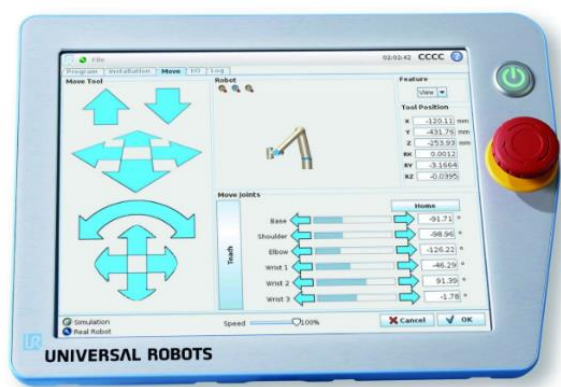 File
02:02:42 CCCC ?
Program Installation Move I/O Log
Move Tool
Robot
Feature
View
Tool Position
X -120.11 mm
Y -431.76 mm
Z -253.93 mm
RX 0.0012
RY -3.1664
RZ -0.0395
Move Joints
Teach
Home
Base -91.71 °
Shoulder -98.96 °
Elbow -126.22 °
Wrist 1 -46.29 °
Wrist 2 91.39 °
Wrist 3 -1.78 °
Simulation
Real Robot
Speed 100%
Cancel
OK
UR
UNIVERSAL ROBOTS